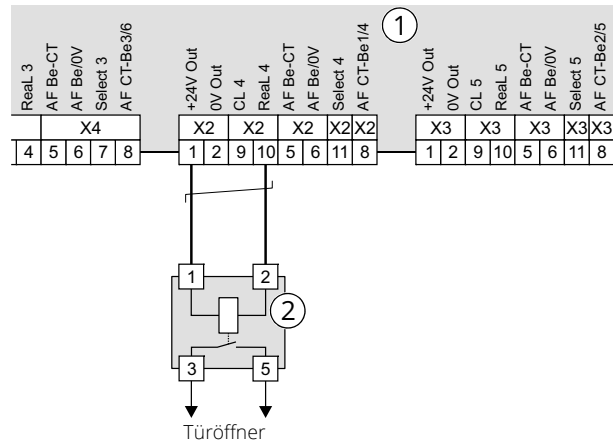 1
ReaL 3
AF Be-CT
AF Be/0V
Select 3
AF CT-Be3/6
+24V Out
0V Out
CL 4
ReaL 4
AF Be-CT
AF Be/0V
Select 4
AF CT-Be1/4
+24V Out
0V Out
CL 5
ReaL 5
AF Be-CT
AF Be/0V
Select 5
AF CT-Be2/5
X4 X2 X2 X2 X2 X2 X3 X3 X3 X3 X3
4 5 6 7 8 1 2 9 10 5 6 11 8 1 2 9 10 5 6 11 8
1 2
2
3 5
Türöffner